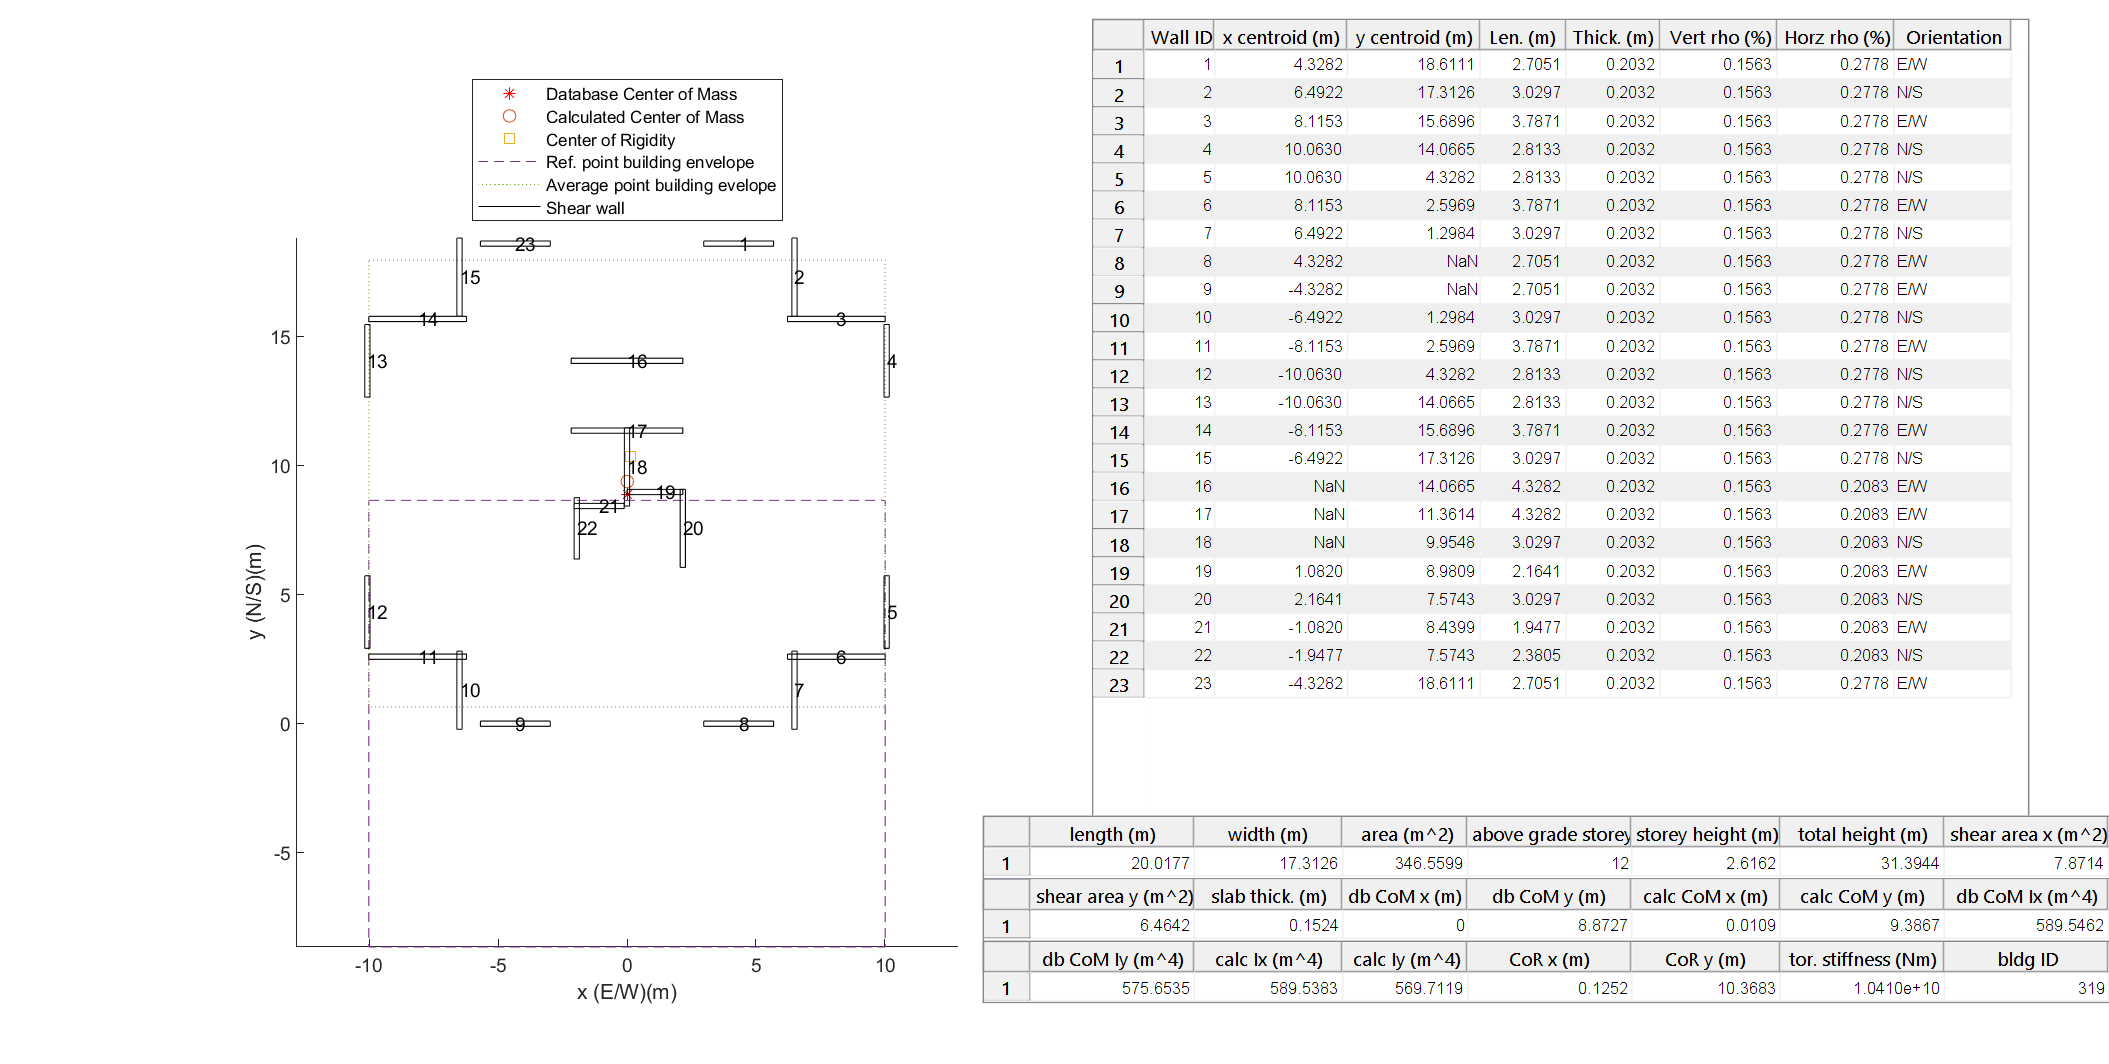 Database Center of Mass
Calculated Center of Mass
Center of Rigidity
Ref. point building envelope
Average point building evelope
Shear wall
23 1
15 2
14 3
13 16 4
17
18
19
21
22 20
12 5
11 6
10 7
9 8
15
10
5
0
-5
y (N/S)(m)
-10 -5 0 5 10
x (E/W)(m)
Wall ID x centroid (m) y centroid (m) Len. (m) Thick. (m) Vert rho (%) Horz rho (%) Orientation
1 1 4.3282 18.6111 2.7051 0.2032 0.1563 0.2778 E/W
2 2 6.4922 17.3126 3.0297 0.2032 0.1563 0.2778 N/S
3 3 8.1153 15.6896 3.7871 0.2032 0.1563 0.2778 E/W
4 4 10.0630 14.0665 2.8133 0.2032 0.1563 0.2778 N/S
5 5 10.0630 4.3282 2.8133 0.2032 0.1563 0.2778 N/S
6 6 8.1153 2.5969 3.7871 0.2032 0.1563 0.2778 E/W
7 7 6.4922 1.2984 3.0297 0.2032 0.1563 0.2778 N/S
8 8 4.3282 NaN 2.7051 0.2032 0.1563 0.2778 E/W
9 9 -4.3282 NaN 2.7051 0.2032 0.1563 0.2778 E/W
10 10 -6.4922 1.2984 3.0297 0.2032 0.1563 0.2778 N/S
11 11 -8.1153 2.5969 3.7871 0.2032 0.1563 0.2778 E/W
12 12 -10.0630 4.3282 2.8133 0.2032 0.1563 0.2778 N/S
13 13 -10.0630 14.0665 2.8133 0.2032 0.1563 0.2778 N/S
14 14 -8.1153 15.6896 3.7871 0.2032 0.1563 0.2778 E/W
15 15 -6.4922 17.3126 3.0297 0.2032 0.1563 0.2778 N/S
16 16 NaN 14.0665 4.3282 0.2032 0.1563 0.2083 E/W
17 17 NaN 11.3614 4.3282 0.2032 0.1563 0.2083 E/W
18 18 NaN 9.9548 3.0297 0.2032 0.1563 0.2083 N/S
19 19 1.0820 8.9809 2.1641 0.2032 0.1563 0.2083 E/W
20 20 2.1641 7.5743 3.0297 0.2032 0.1563 0.2083 N/S
21 21 -1.0820 8.4399 1.9477 0.2032 0.1563 0.2083 E/W
22 22 -1.9477 7.5743 2.3805 0.2032 0.1563 0.2083 N/S
23 23 -4.3282 18.6111 2.7051 0.2032 0.1563 0.2778 E/W
length (m) width (m) area (m^2) above grade storey storey height (m) total height (m) shear area x (m^2)
1 20.0177 17.3126 346.5599 12 2.6162 31.3944 7.8714
shear area y (m^2) slab thick. (m) db CoM x (m) db CoM y (m) calc CoM x (m) calc CoM y (m) db CoM Ix (m^4)
1 6.4642 0.1524 0 8.8727 0.0109 9.3867 589.5462
db CoM Iy (m^4) calc Ix (m^4) calc Iy (m^4) CoR x (m) CoR y (m) tor. stiffness (Nm) bldg ID
1 575.6535 589.5383 569.7119 0.1252 10.3683 1.0410e+10 319